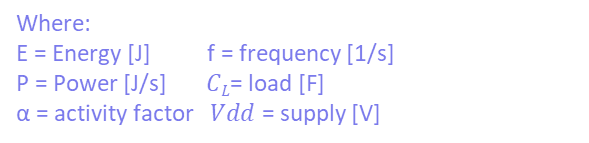 Where:
E = Energy [J] f = frequency [1/s]
P = Power [J/s] C_L= load [F]
α = activity factor Vdd = supply [V]